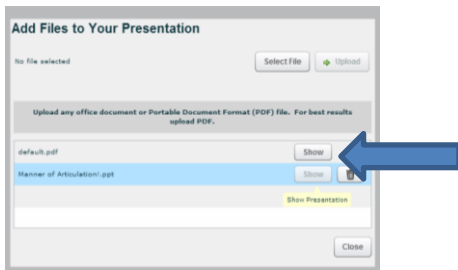 Add Files to Your Presentation
No file selected
Select File
Upload
Upload any office document or Portable Document Format (PDF) file. For best results
upload PDF.
default.pdf
Show
Manner of Articulation!.ppt
Show
Show Presentation
Close